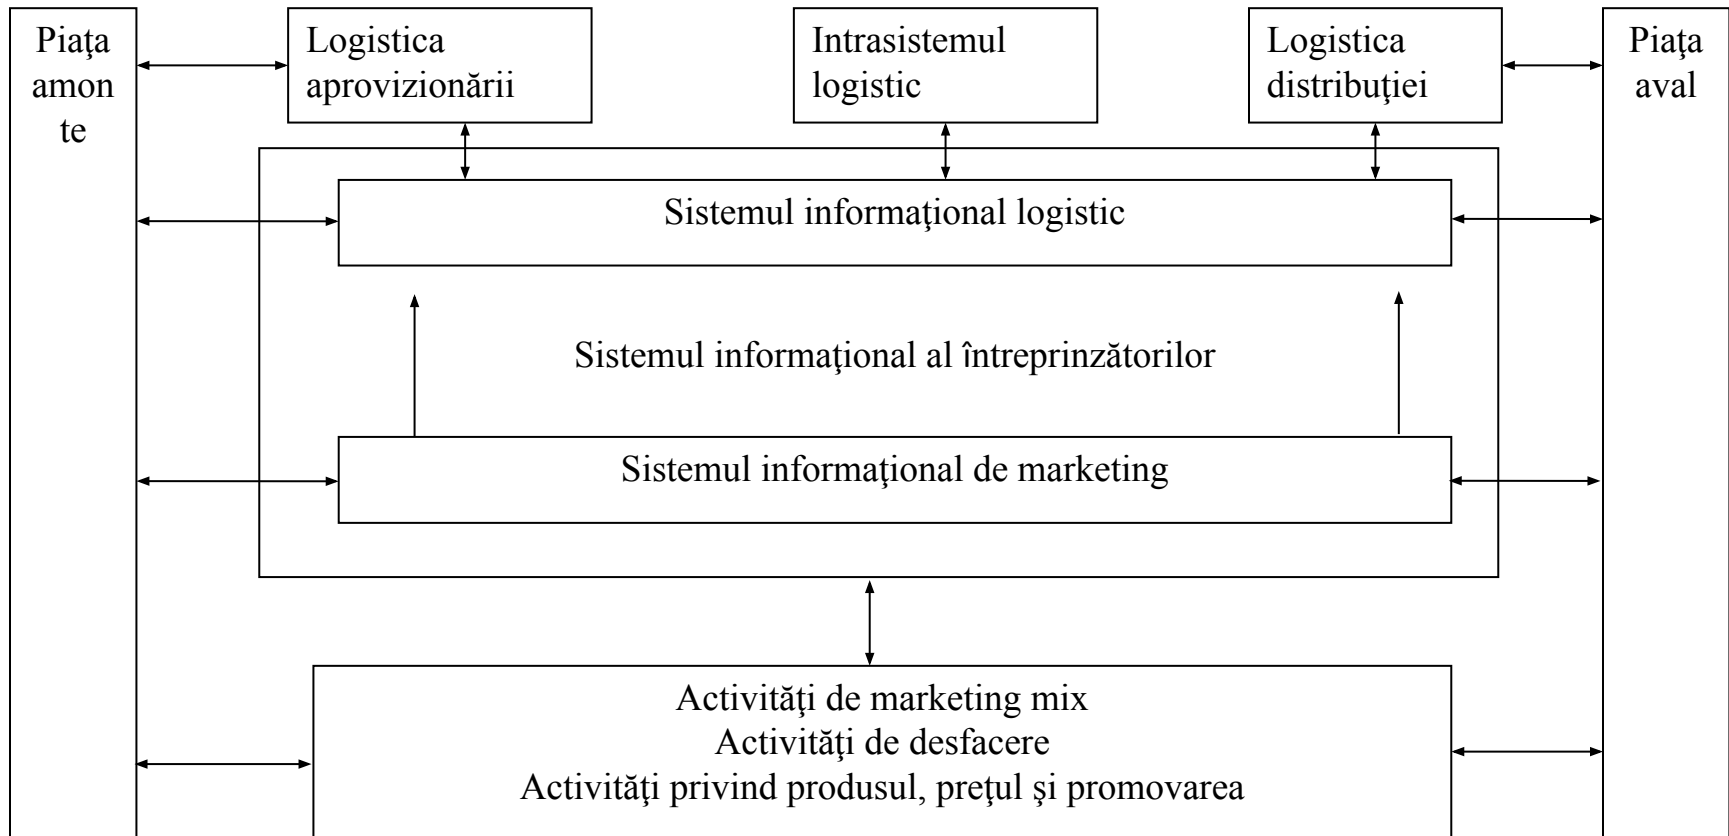 Piaţa
amon
te
Logistica
aprovizionării
Intrasistemul
logistic
Logistica
distribuţiei
Piaţa
aval
Sistemul informaţional logistic
Sistemul informaţional al întreprinzătorilor
Sistemul informaţional de marketing
Activităţi de marketing mix
Activităţi de desfacere
Activităţi privind produsul, preţul şi promovarea